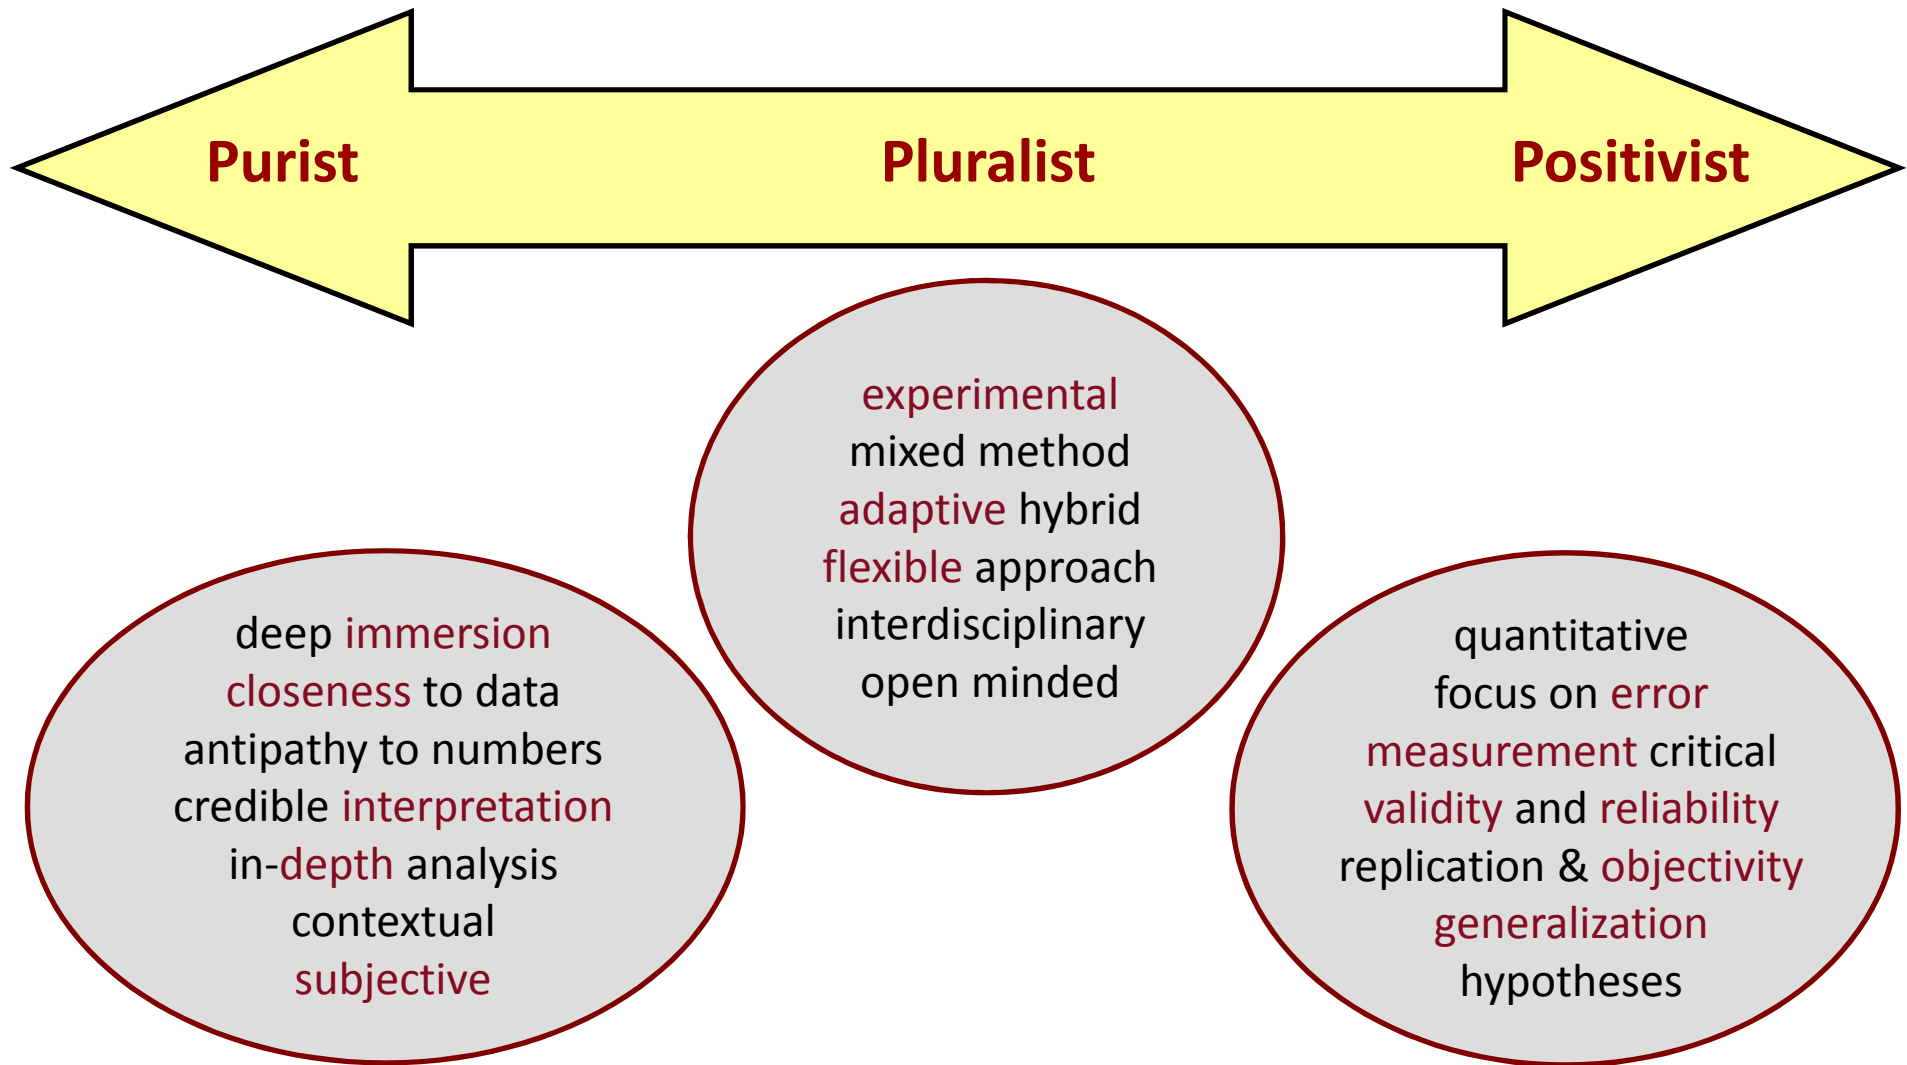 Purist
Pluralist
Positivist
experimental
mixed method
adaptive hybrid
flexible approach
interdisciplinary
open minded
deep immersion
closeness to data
antipathy to numbers
credible interpretation
in-depth analysis
contextual
subjective
quantitative
focus on error
measurement critical
validity and reliability
replication & objectivity
generalization
hypotheses